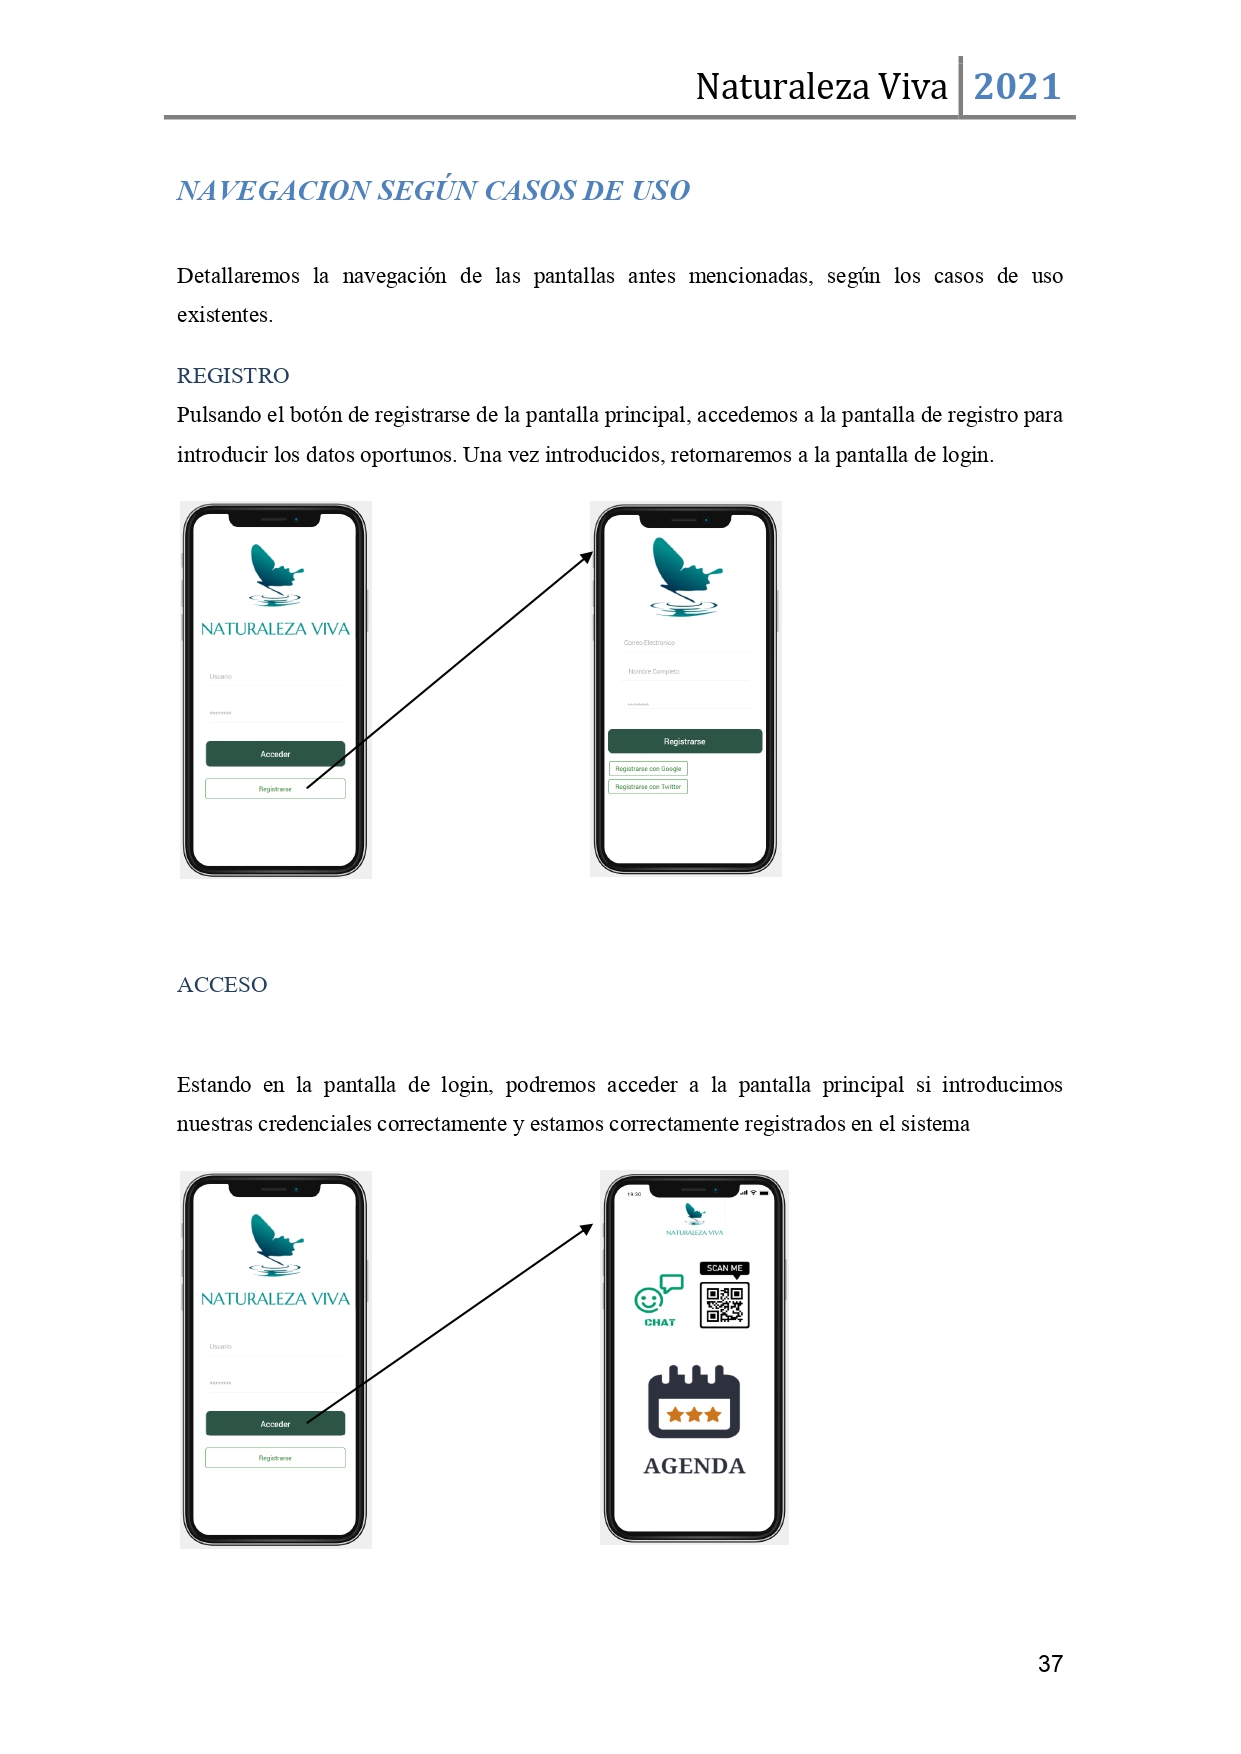 Naturaleza Viva 2021
NAVEGACION SEGÚN CASOS DE USO
Detallaremos la navegación de las pantallas antes mencionadas, según los casos de uso
existentes.
REGISTRO
Pulsando el botón de registrarse de la pantalla principal, accedemos a la pantalla de registro para
introducir los datos oportunos. Una vez introducidos, retornaremos a la pantalla de login.
NATURALEZA VIVA
Usuario
********
Acceder
Registrarse
Correo Electronico
Nombre Completo
********
Registrarse
Registrarse con Google
Registrarse con Twitter
ACCESO
Estando en la pantalla de login, podremos acceder a la pantalla principal si introducimos
nuestras credenciales correctamente y estamos correctamente registrados en el sistema
NATURALEZA VIVA
Usuario
********
Acceder
Registrarse
19:30
NATURALEZA VIVA
SCAN ME
CHAT
AGENDA
37